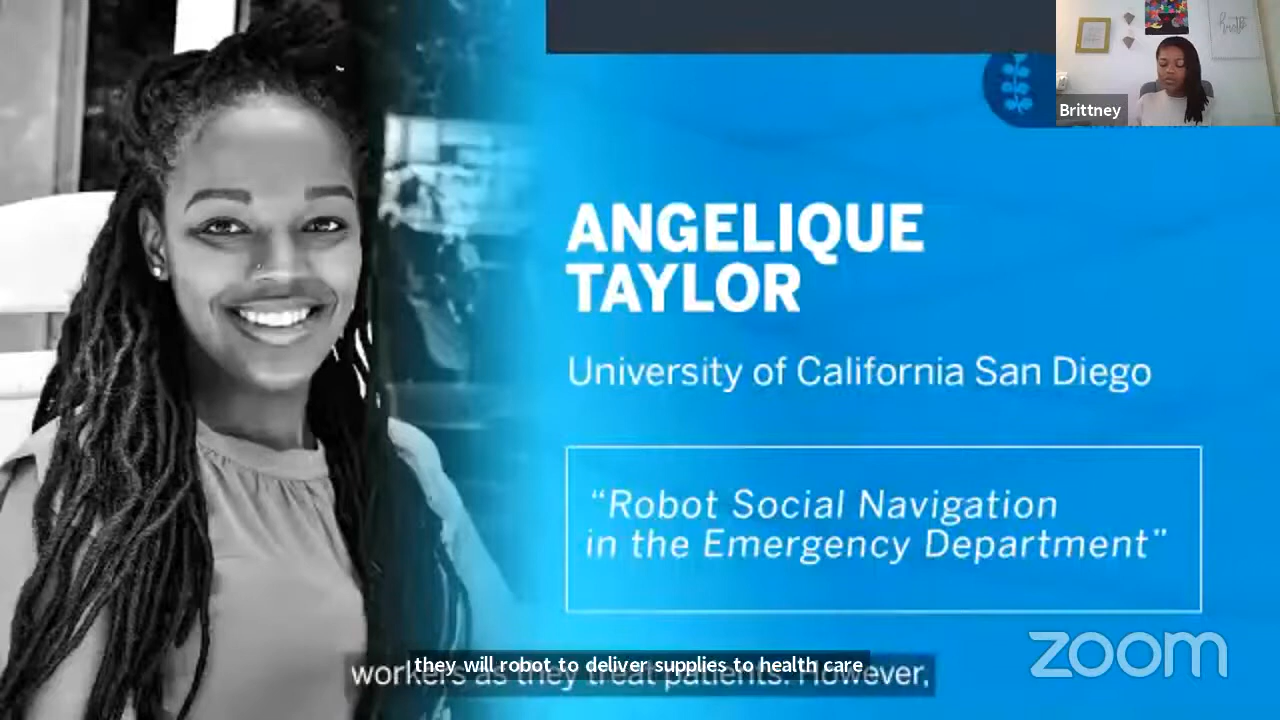 Brittney
ANGELIQUE
TAYLOR
University of California San Diego
“Robot Social Navigation
in the Emergency Department”
they will robot to deliver supplies to health care
workers as they treat patients. However,
zoom